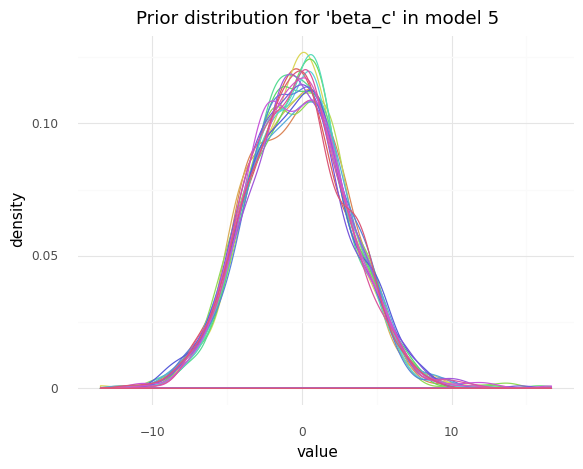 Prior distribution for 'beta_c' in model 5
density
0.10
0.05
0
−10
0
10
value